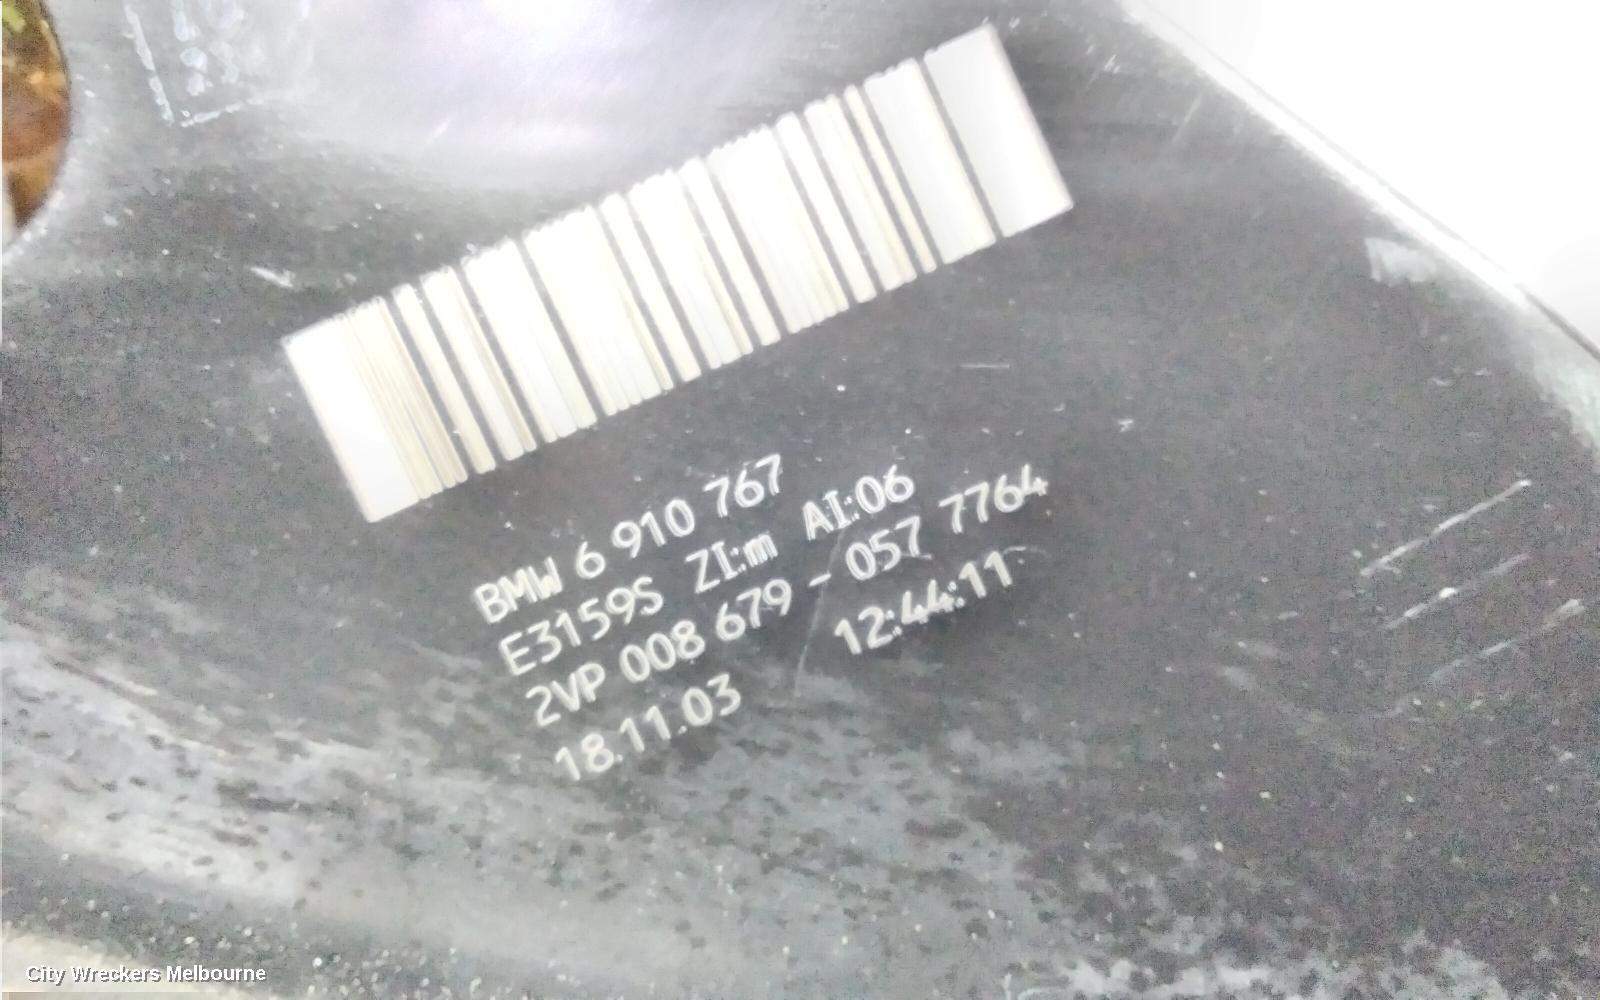 BMW 6 910 767
E3159S ZI:m AI:06
2VP 008 679 - 057 7764
18.11.03 12:44:11
City Wreckers Melbourne